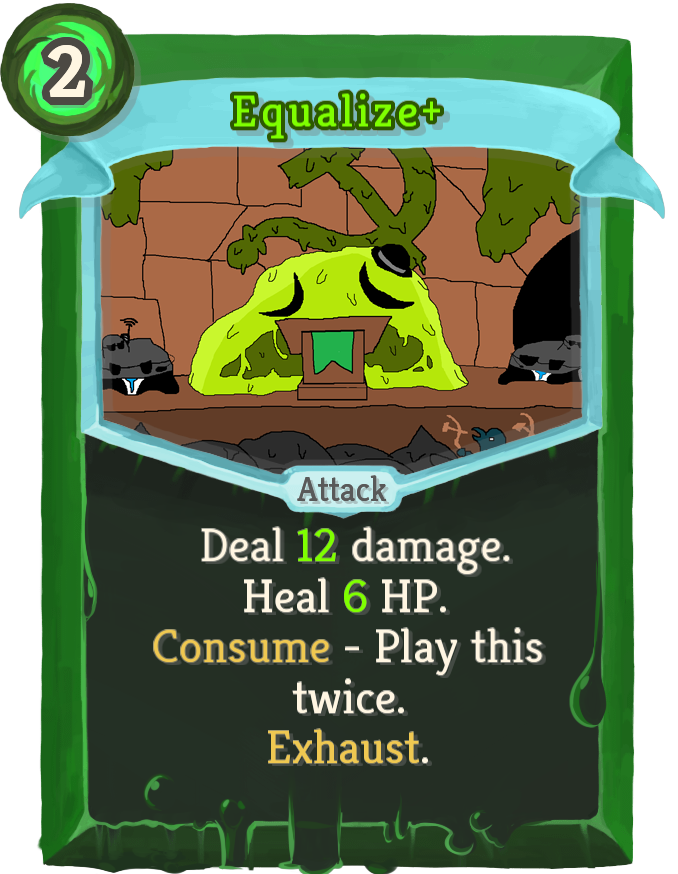 2
Equalize+
Attack
Deal 12 damage.
Heal 6 HP.
Consume - Play this
twice.
Exhaust.